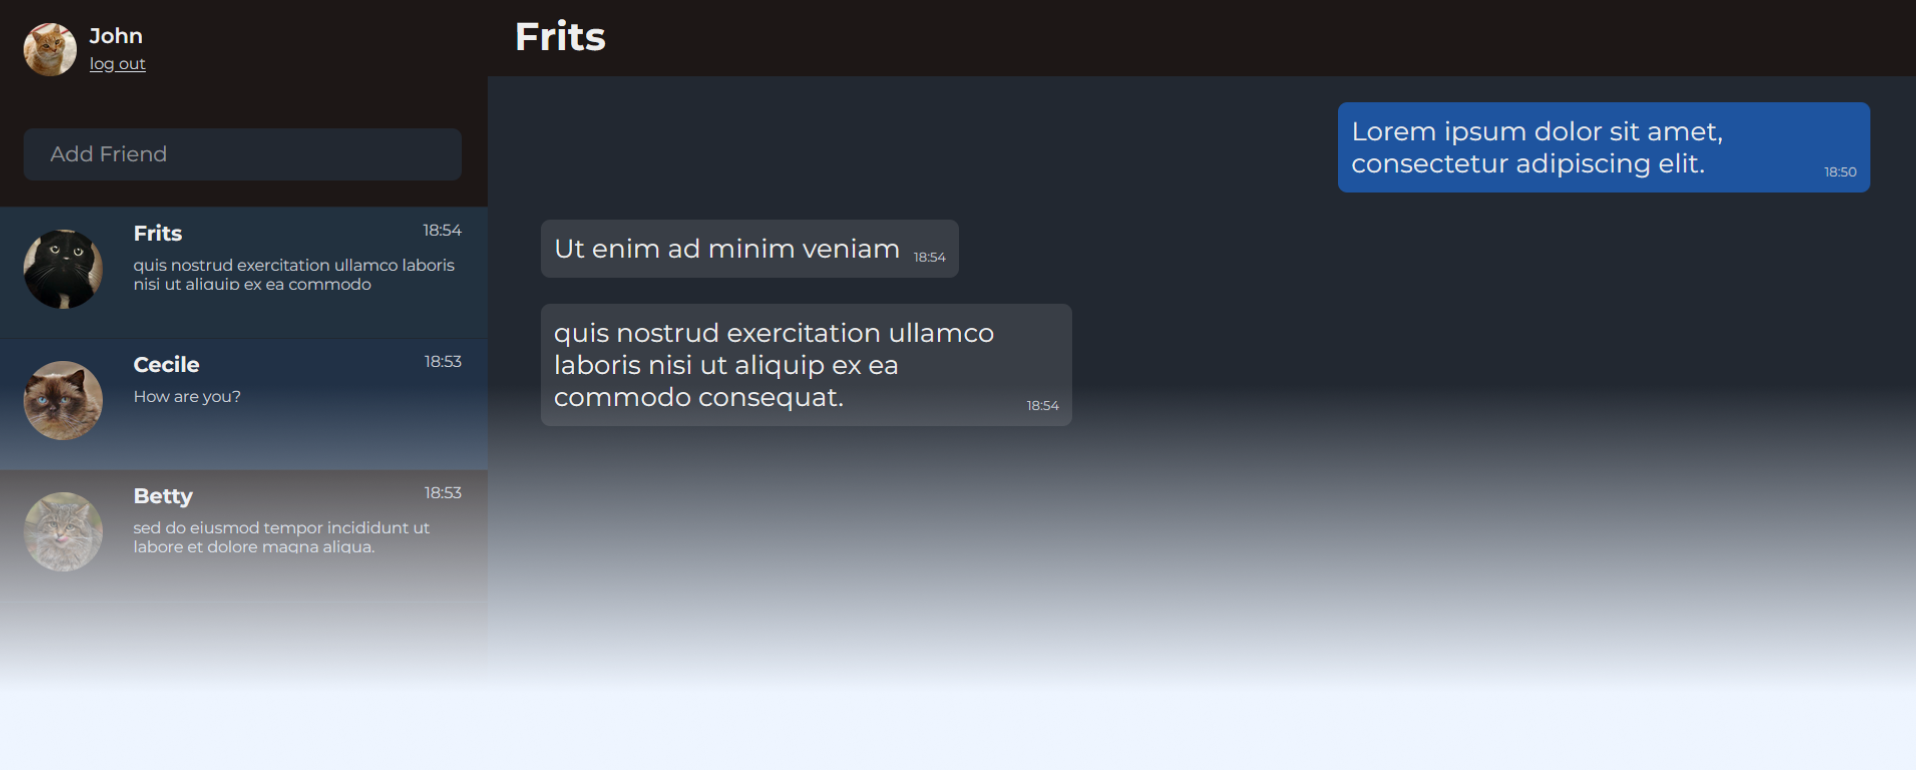 John
log out
Add Friend
Frits
18:54
quis nostrud exercitation ullamco laboris
nisi ut aliquip ex ea commodo
Cecile
18:53
How are you?
Betty
18:53
sed do eiusmod tempor incididunt ut
labore et dolore magna aliqua.
Frits
Lorem ipsum dolor sit amet,
consectetur adipiscing elit.
18:50
Ut enim ad minim veniam
18:54
quis nostrud exercitation ullamco
laboris nisi ut aliquip ex ea
commodo consequat.
18:54